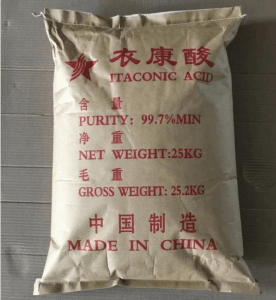 衣康酸
ITACONIC ACID
含 量
PURITY: 99.7%MIN
净 重
NET WEIGHT:25KG
毛 重
GROSS WEIGHT: 25.2KG
中国制造
MADE IN CHINA